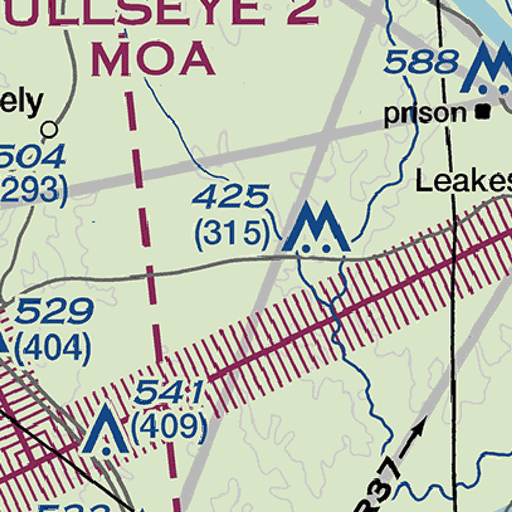 ULLSEYE 2
MOA
588
ely
prison
504
293)
425
(315)
Leakes
529
(404)
541
(409)
R37